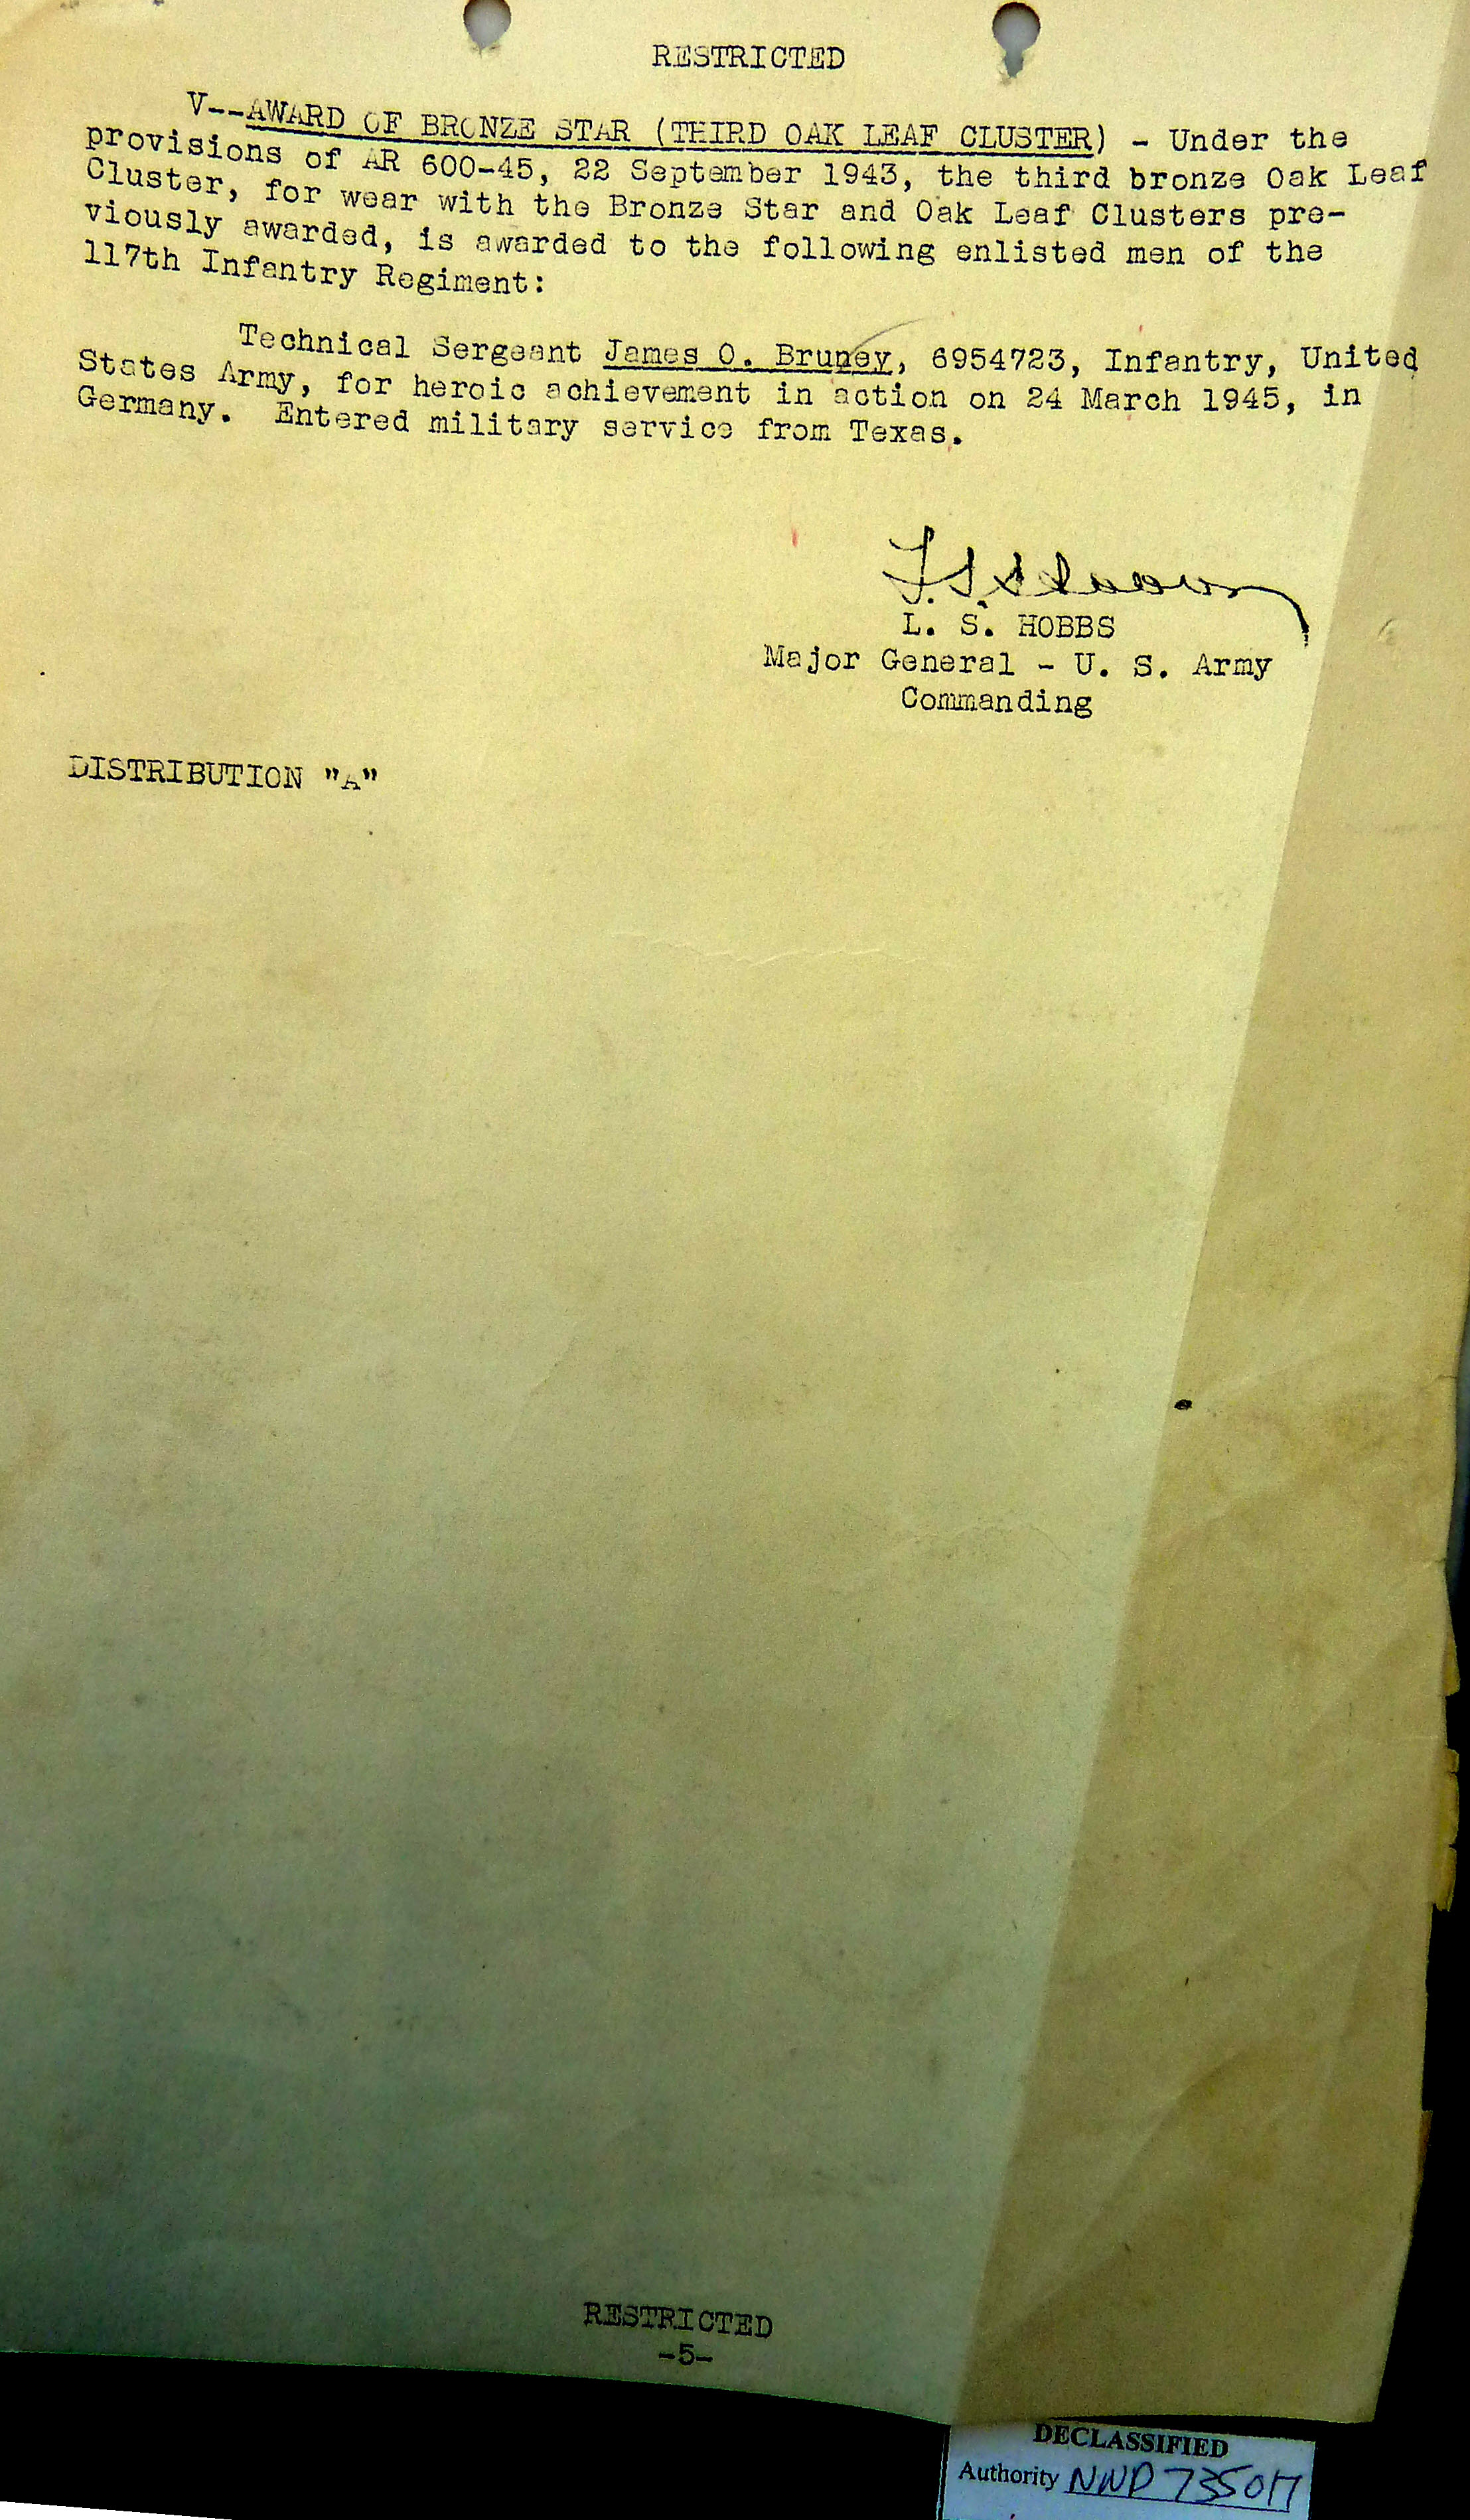 RESTRICTED
V--AWARD OF BRONZE STAR (THIRD OAK LEAF CLUSTER) - Under the
provisions of AR 600-45, 22 September 1943, the third bronze Oak Leaf
Cluster, for wear with the Bronze Star and Oak Leaf Clusters pre-
viously awarded, is awarded to the following enlisted men of the
117th Infantry Regiment:
Technical Sergeant James O. Bruney, 6954723, Infantry, United
States Army, for heroic achievement in action on 24 March 1945, in
Germany. Entered military service from Texas.
L. S. HOBBS
Major General - U. S. Army
Commanding
DISTRIBUTION "A"
RESTRICTED
-5-
DECLASSIFIED
Authority NND 735017